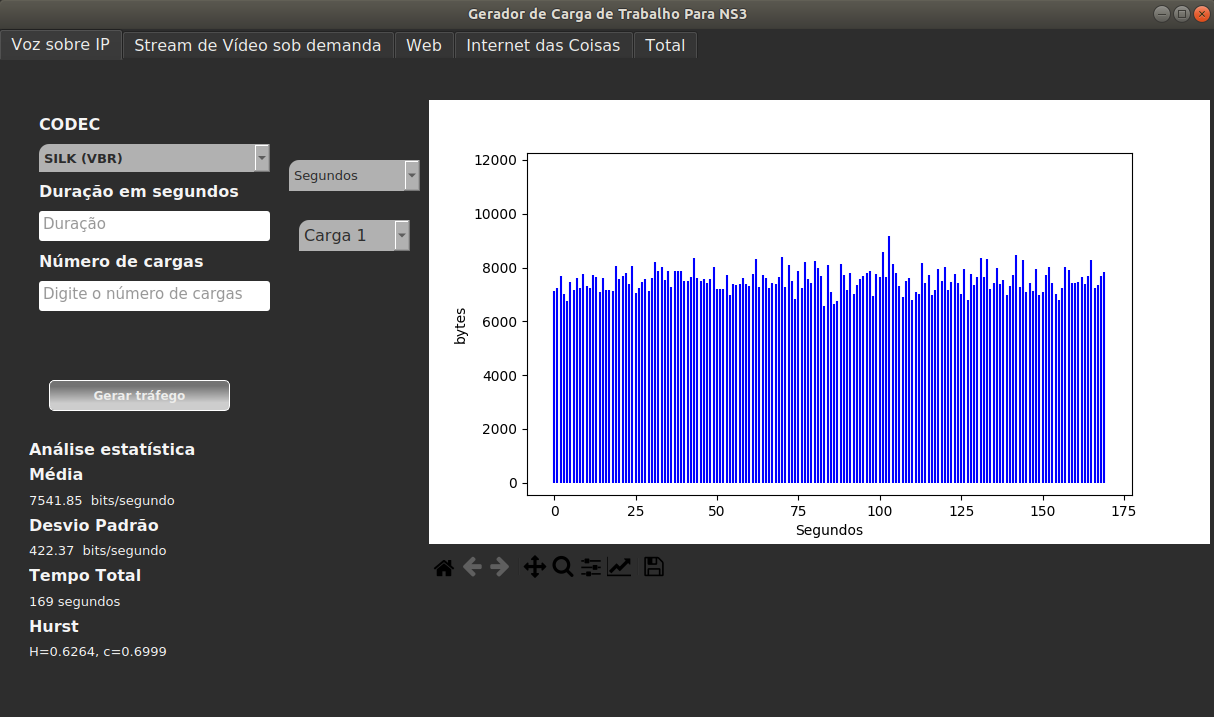 Gerador de Carga de Trabalho Para NS3
Voz sobre IP
Stream de Vídeo sob demanda
Web
Internet das Coisas
Total
CODEC
SILK (VBR)
Duração em segundos
Duração
Número de cargas
Digite o número de cargas
Gerar tráfego
Análise estatística
Média
7541.85 bits/segundo
Desvio Padrão
422.37 bits/segundo
Tempo Total
169 segundos
Hurst
H=0.6264, c=0.6999
Segundos
Carga 1
12000
10000
8000
6000
4000
2000
0
bytes
0 25 50 75 100 125 150 175
Segundos